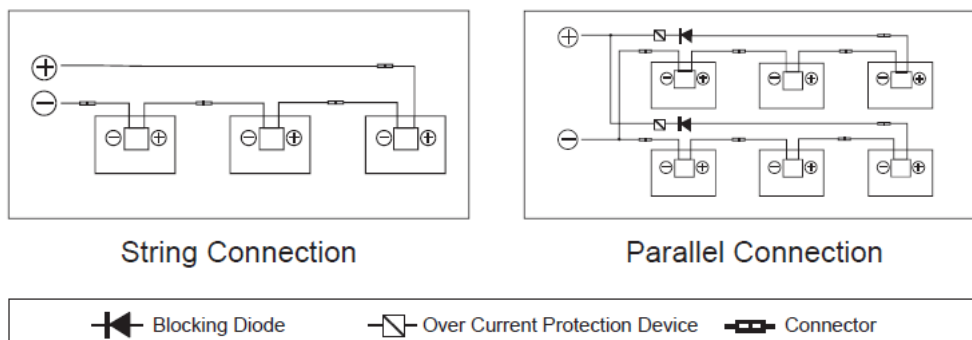 String Connection
Parallel Connection
Blocking Diode
Over Current Protection Device
Connector